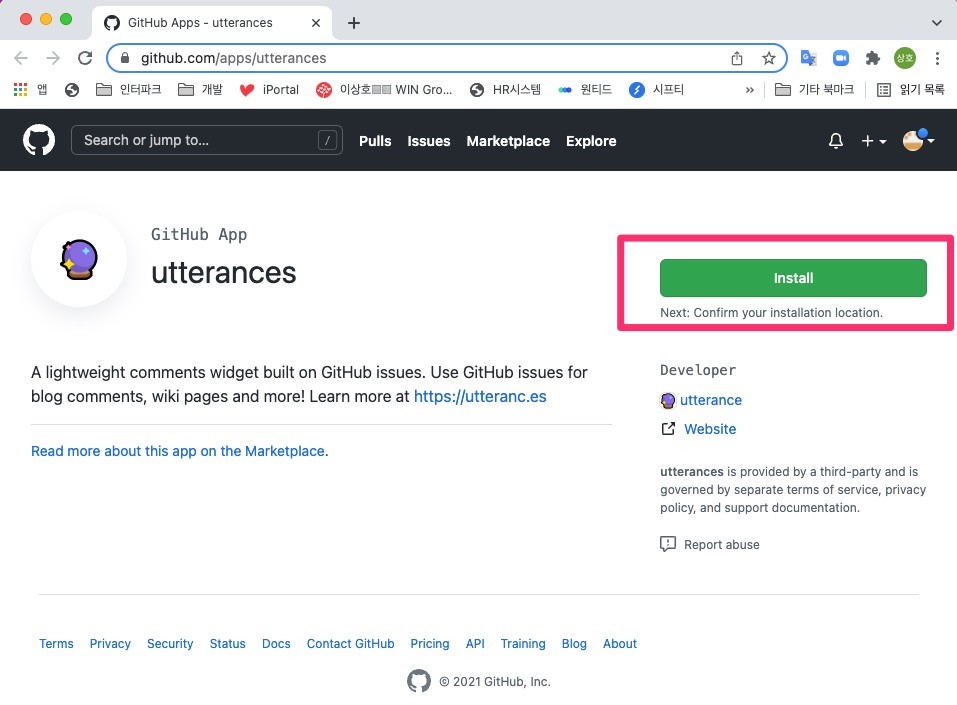 GitHub Apps - utterances
github.com/apps/utterances
상호
앱
인터파크
개발
iPortal
이상호 WIN Gro...
HR시스템
원티드
시프티
»
기타 북마크
읽기 목록
Search or jump to...
/
Pulls
Issues
Marketplace
Explore
GitHub App
utterances
Install
Next: Confirm your installation location.
A lightweight comments widget built on GitHub issues. Use GitHub issues for
blog comments, wiki pages and more! Learn more at https://utteranc.es
Read more about this app on the Marketplace.
Developer
utterance
Website
utterances is provided by a third-party and is
governed by separate terms of service, privacy
policy, and support documentation.
Report abuse
Terms
Privacy
Security
Status
Docs
Contact GitHub
Pricing
API
Training
Blog
About
© 2021 GitHub, Inc.